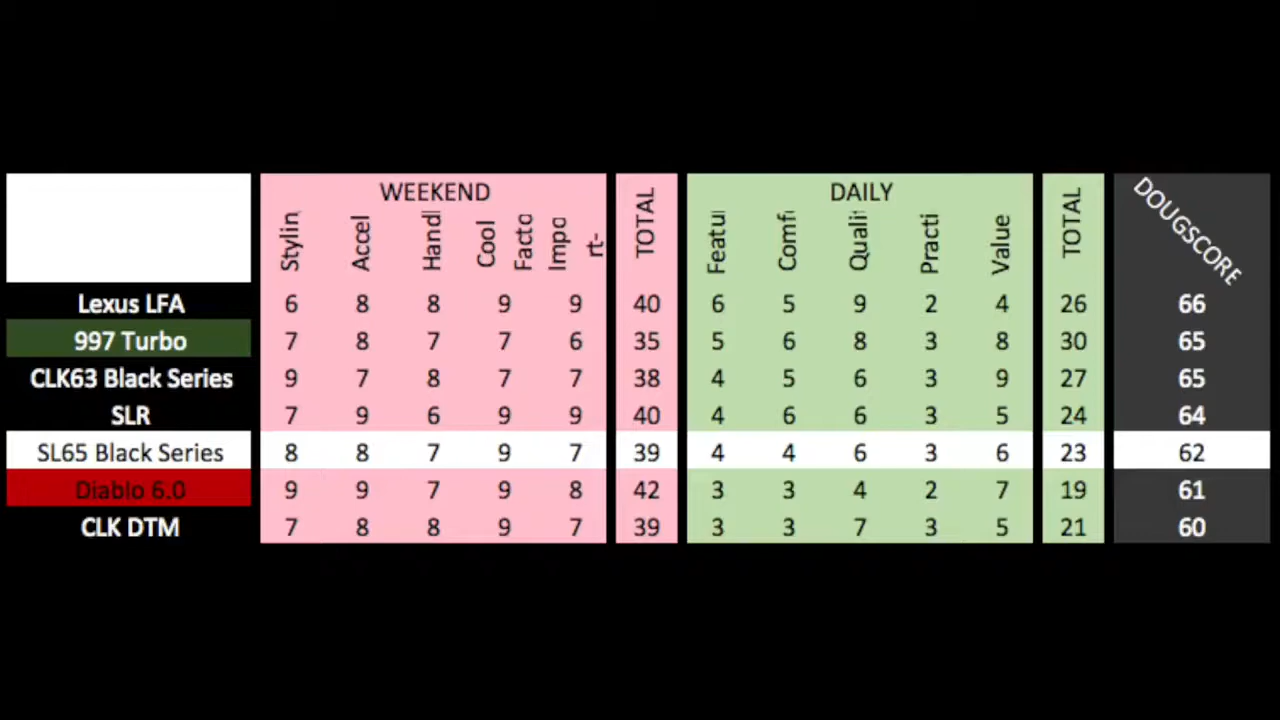 WEEKEND TOTAL DAILY TOTAL DOUGSCORE
Stylin Accel Hand Cool Facto Impo rt- Featu Comf Quali Practi Value
Lexus LFA 6 8 8 9 9 40 6 5 9 2 4 26 66
997 Turbo 7 8 7 7 6 35 5 6 8 3 8 30 65
CLK63 Black Series 9 7 8 7 7 38 4 5 6 3 9 27 65
SLR 7 9 6 9 9 40 4 6 6 3 5 24 64
SL65 Black Series 8 8 7 9 7 39 4 4 6 3 6 23 62
Diablo 6.0 9 9 7 9 8 42 3 3 4 2 7 19 61
CLK DTM 7 8 8 9 7 39 3 3 7 3 5 21 60